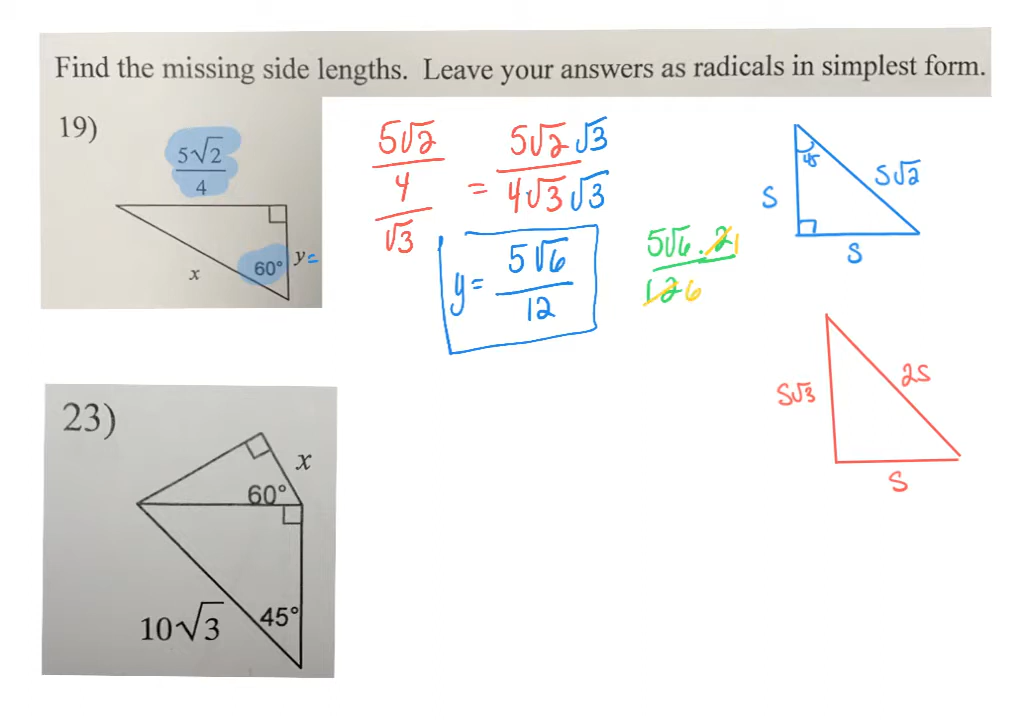 Find the missing side lengths. Leave your answers as radicals in simplest form.
19)
5√2
4
x
60°
y=
5√2
4
√3
= 5√2 √3
4√3 √3
y= 5√6
12
5√6 . 2 1
12 6
45
S
S√2
S
S√3
2S
S
23)
x
60°
45°
10√3